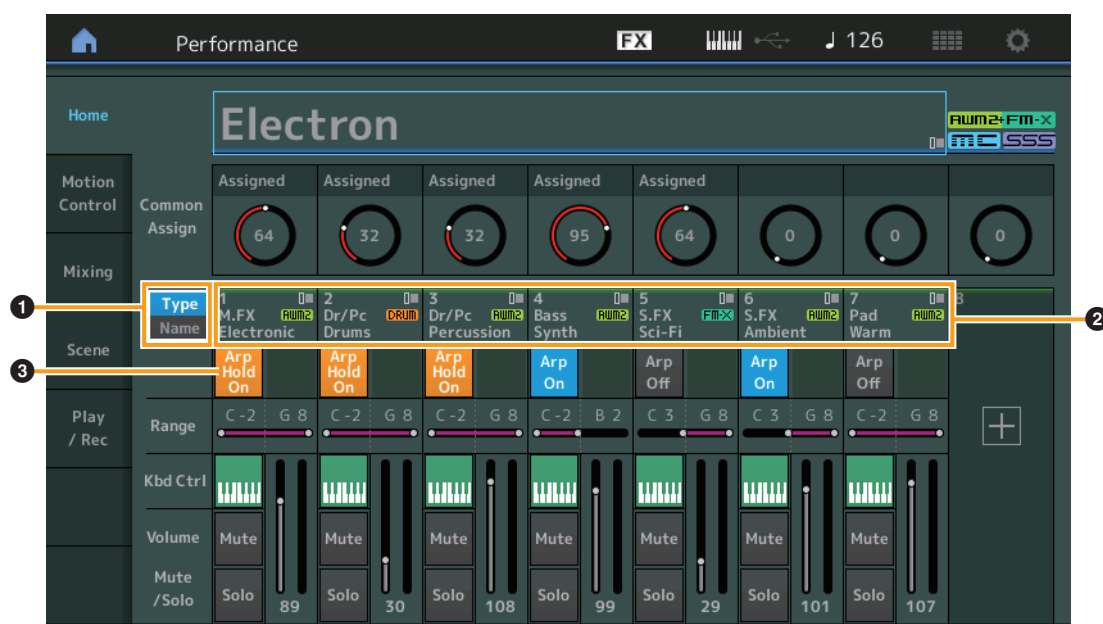 Performance FX 126
Home
Electron
AWM2+FM-X
MC SSS
Motion Control
Common Assign
Assigned Assigned Assigned Assigned Assigned
64 32 32 95 64 0 0 0
Mixing
1 Type Name
1 M.FX AWM2 Electronic
2 Dr/Pc DRUM Drums
3 Dr/Pc AWM2 Percussion
4 Bass AWM2 Synth
5 S.FX FM-X Sci-Fi
6 S.FX AWM2 Ambient
7 Pad AWM2 Warm
8
2
Scene
3
Arp Hold On
Arp Hold On
Arp Hold On
Arp On
Arp Off
Arp On
Arp Off
Play / Rec
Range
C -2 G 8 C -2 G 8 C -2 G 8 C -2 B 2 C 3 G 8 C 3 G 8 C -2 G 8
Kbd Ctrl
Volume
Mute Mute Mute Mute Mute Mute Mute
Mute /Solo
Solo 89 Solo 30 Solo 108 Solo 99 Solo 29 Solo 101 Solo 107